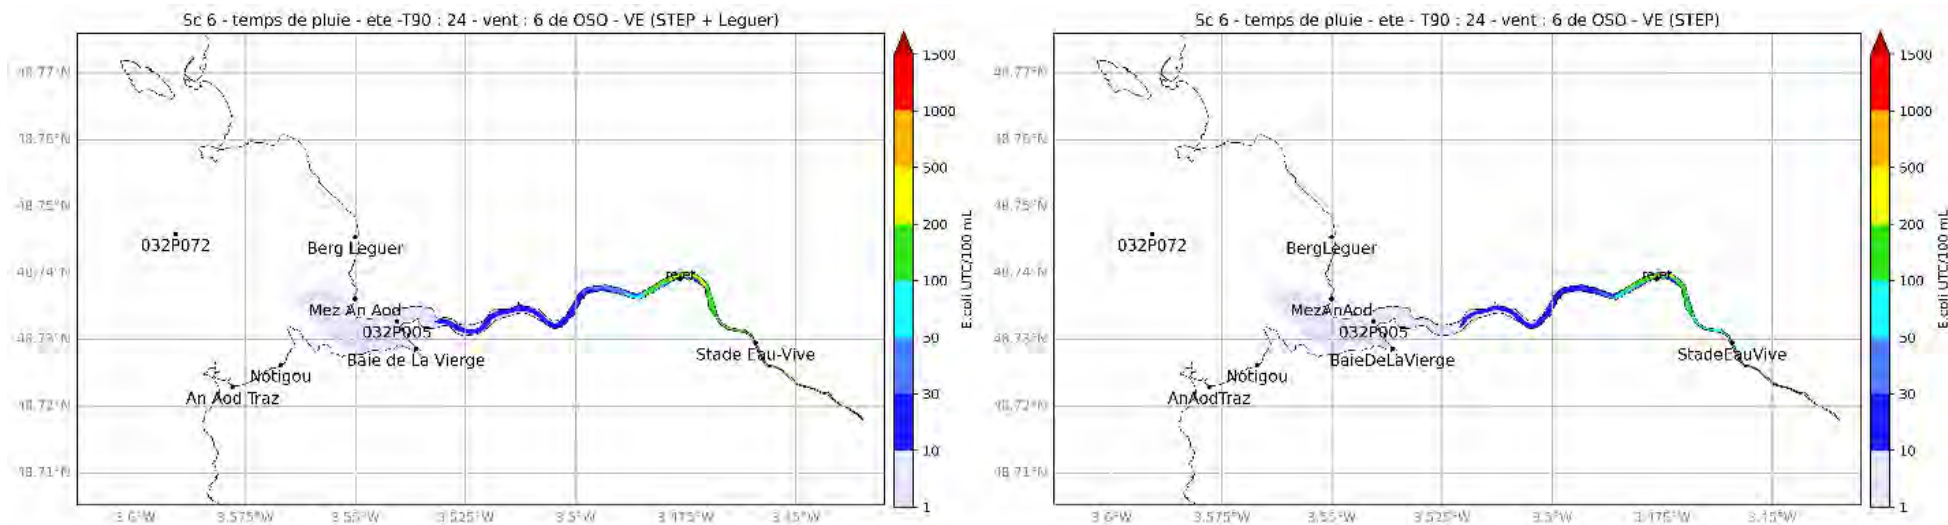 Sc 6 - temps de pluie - ete -T90 : 24 - vent : 6 de OSO - VE (STEP + Leguer)
48.77°N
48.76°N
48.75°N
48.74°N
48.73°N
48.72°N
48.71°N
3.6°W
3.575°W
3.55°W
3.525°W
3.5°W
3.475°W
3.45°W
032P072
Berg Leguer
Mez An Aod
032P005
Baie de La Vierge
Notigou
An Aod Traz
rejet
Stade Eau-Vive
1500
1000
500
200
100
50
30
10
1
E.coli UTC/100 mL
Sc 6 - temps de pluie - ete - T90 : 24 - vent : 6 de OSO - VE (STEP)
48.77°N
48.76°N
48.75°N
48.74°N
48.73°N
48.72°N
48.71°N
3.6°W
3.575°W
3.55°W
3.525°W
3.5°W
3.475°W
3.45°W
032P072
BergLeguer
MezAnAod
032P005
BaieDeLaVierge
Notigou
AnAodTraz
rejet
StadeEauVive
1500
1000
500
200
100
50
30
10
1
E.coli UTC/100 mL